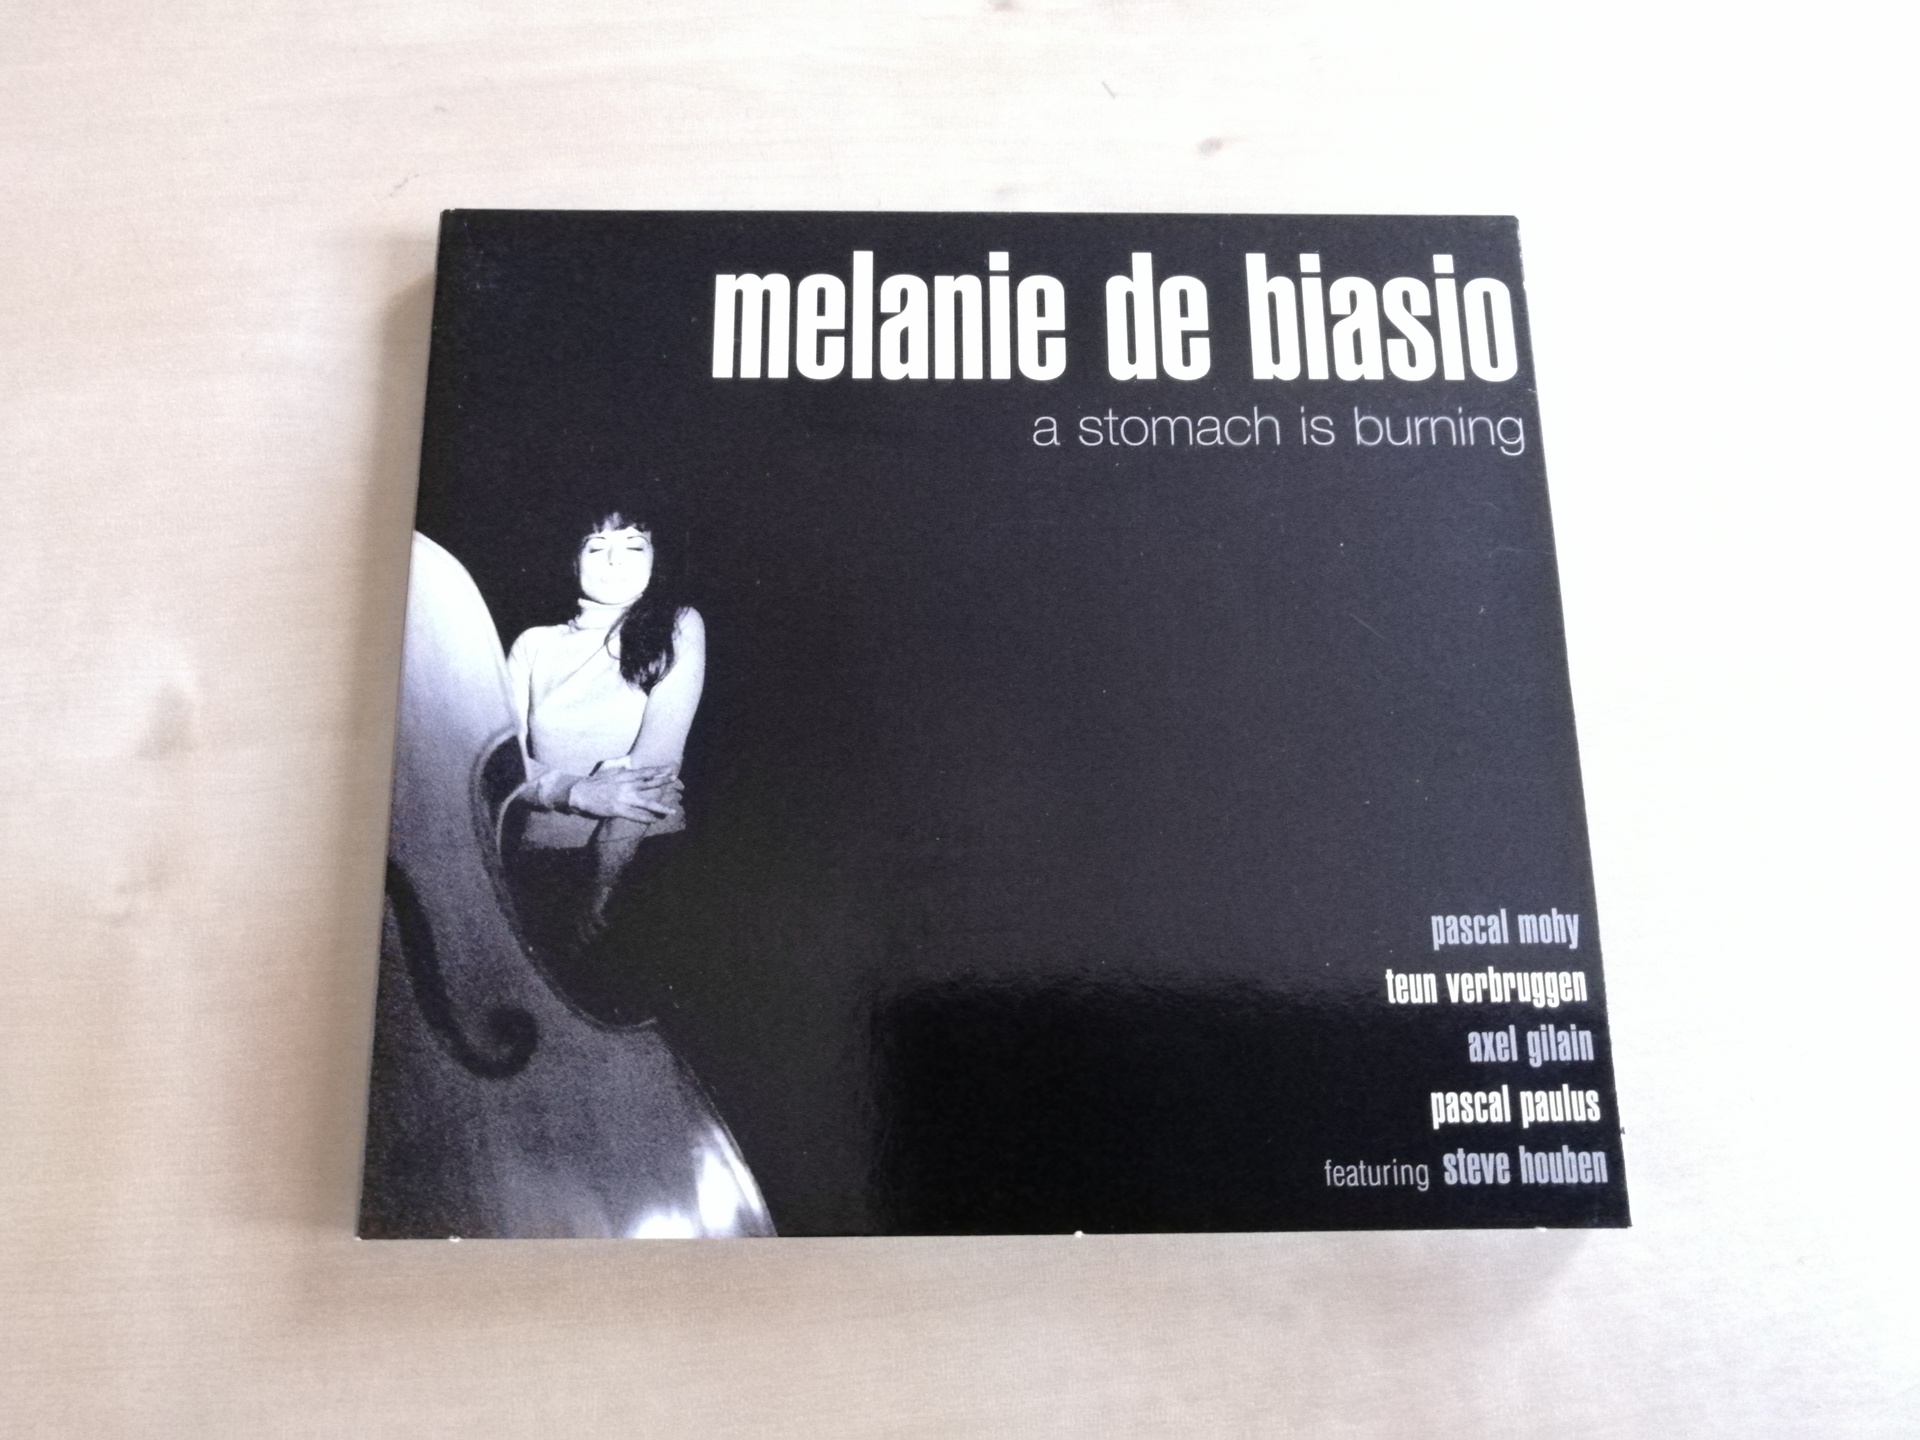 melanie de biasio
a stomach is burning
pascal mohy
teun verbruggen
axel gilain
pascal paulus
featuring steve houben